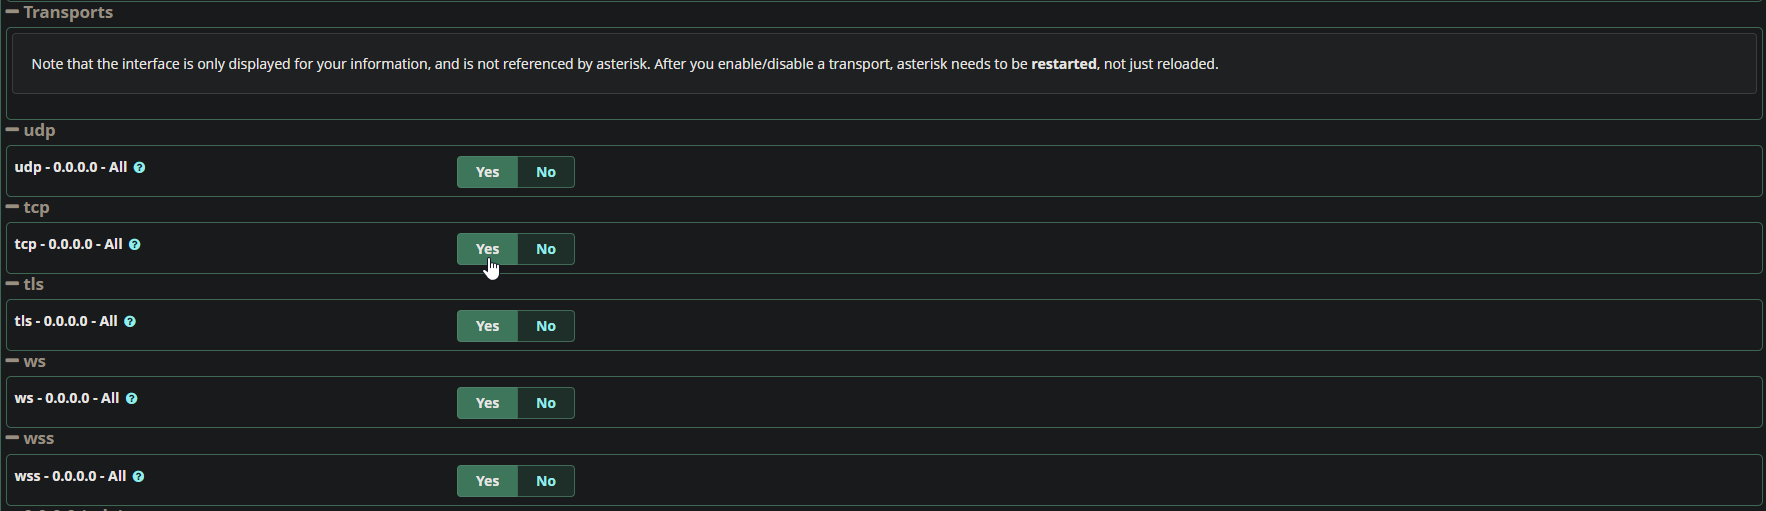 Transports
Note that the interface is only displayed for your information, and is not referenced by asterisk. After you enable/disable a transport, asterisk needs to be restarted, not just reloaded.
udp
udp - 0.0.0.0 - All
Yes No
tcp
tcp - 0.0.0.0 - All
Yes No
tls
tls - 0.0.0.0 - All
Yes No
ws
ws - 0.0.0.0 - All
Yes No
wss
wss - 0.0.0.0 - All
Yes No